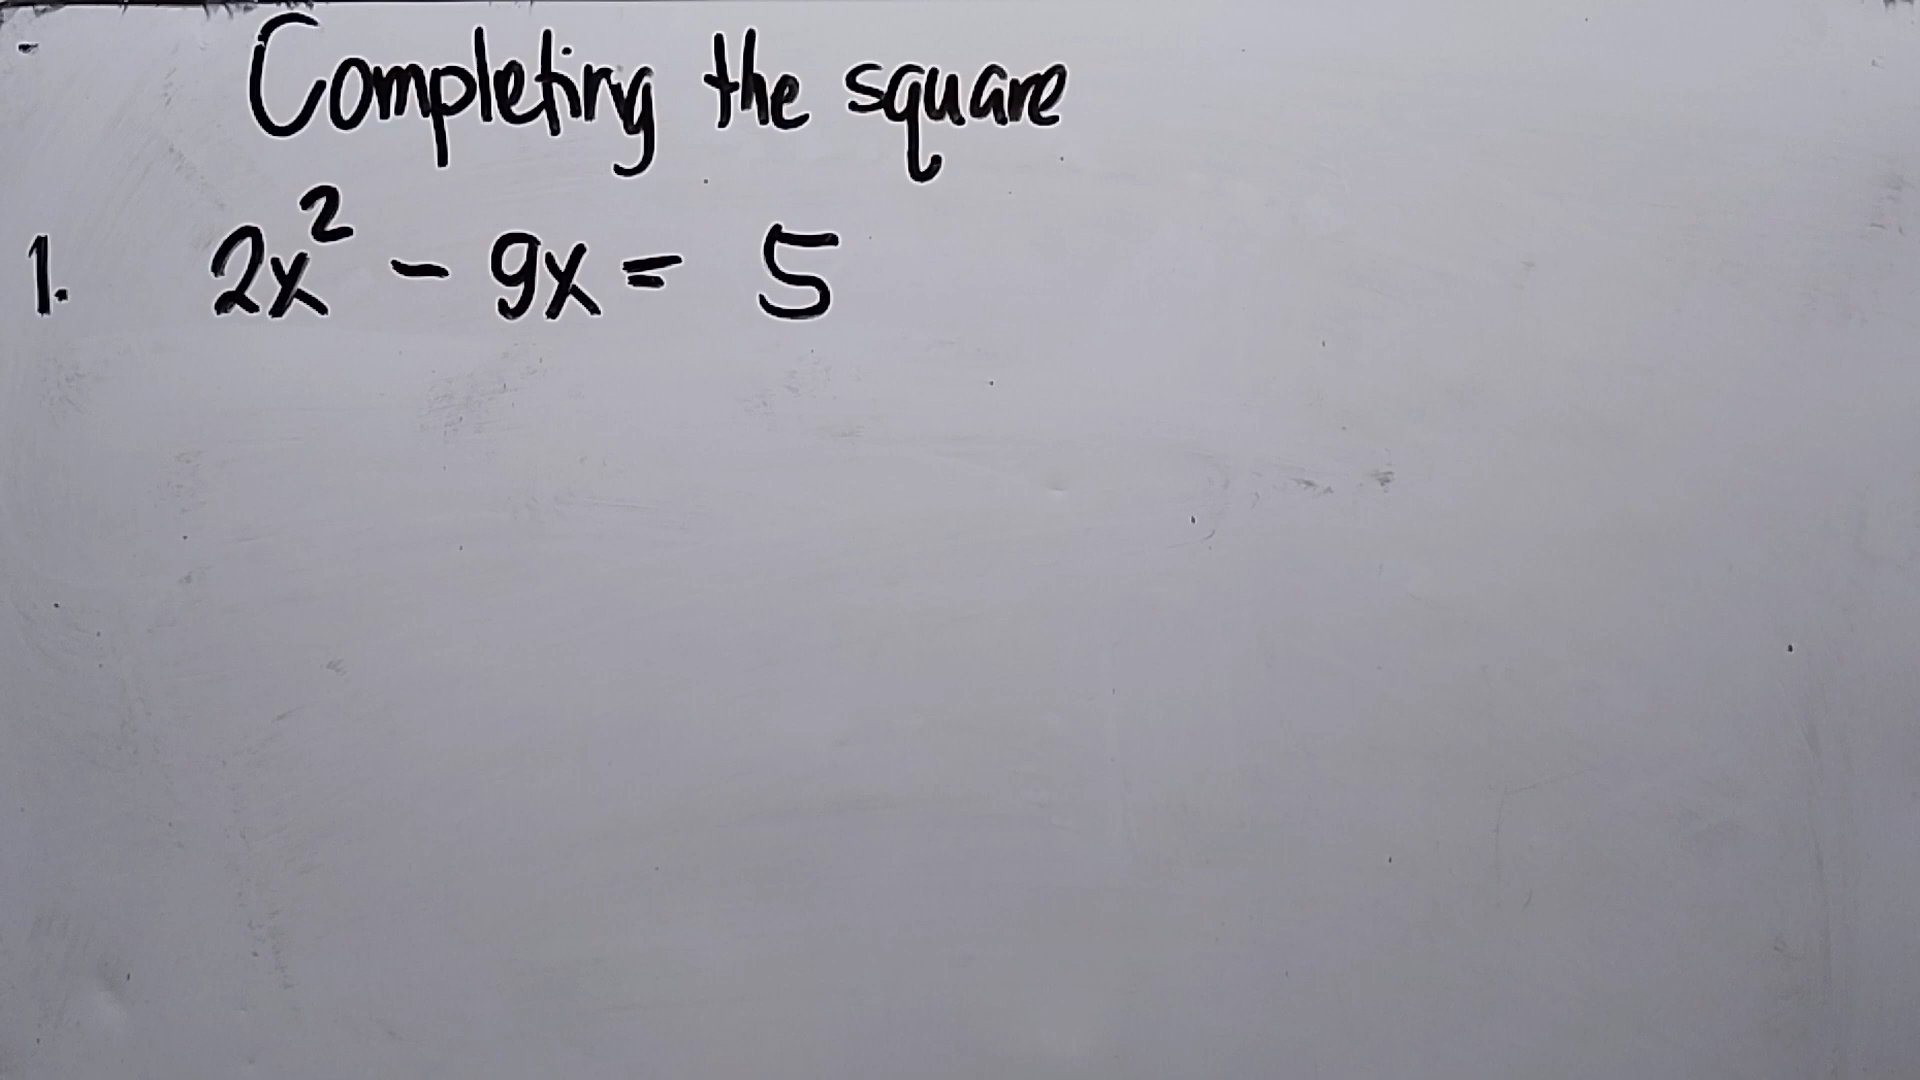 Completing the square
1. 2x² - 9x = 5